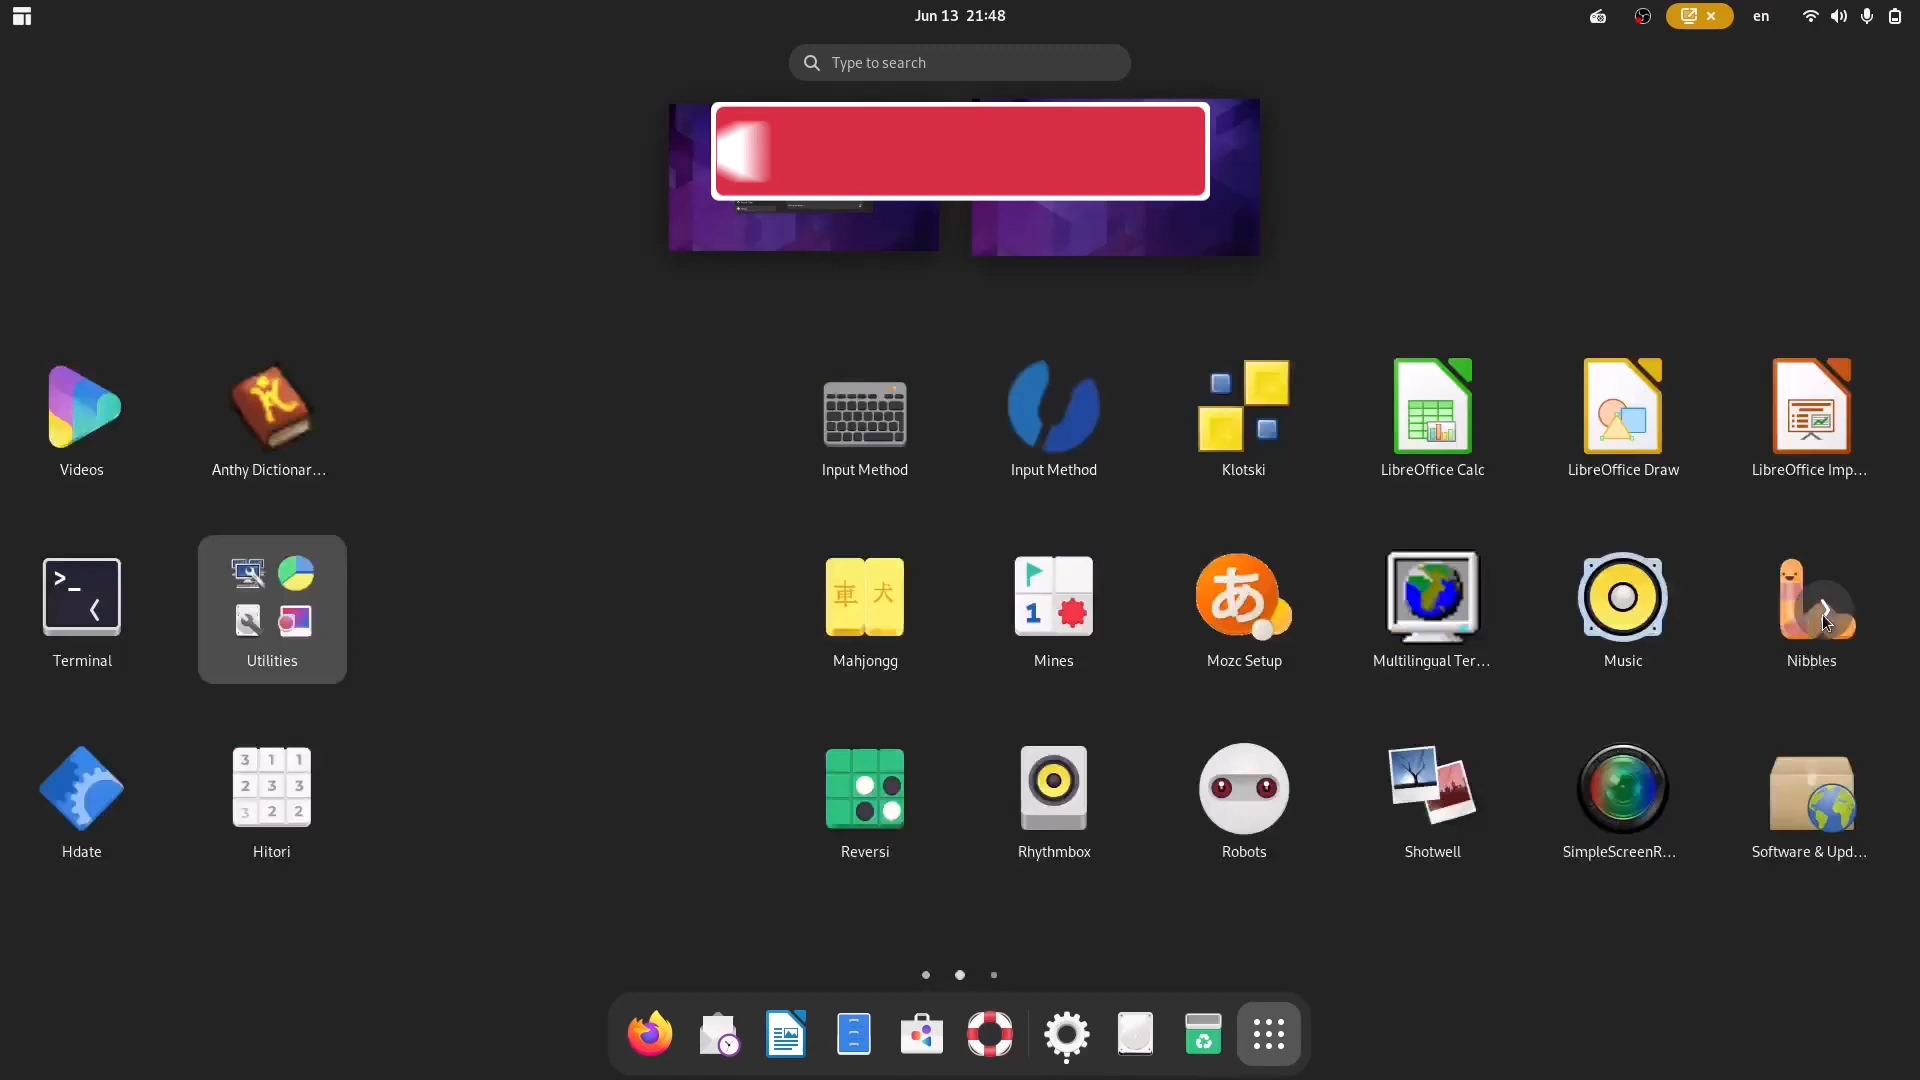 Jun 13 21:48
en
Type to search
Videos
Anthy Dictionar...
Input Method
Input Method
Klotski
LibreOffice Calc
LibreOffice Draw
LibreOffice Imp...
Terminal
Utilities
Mahjongg
Mines
Mozc Setup
Multilingual Ter...
Music
Nibbles
Hdate
Hitori
Reversi
Rhythmbox
Robots
Shotwell
SimpleScreenR...
Software & Upd...